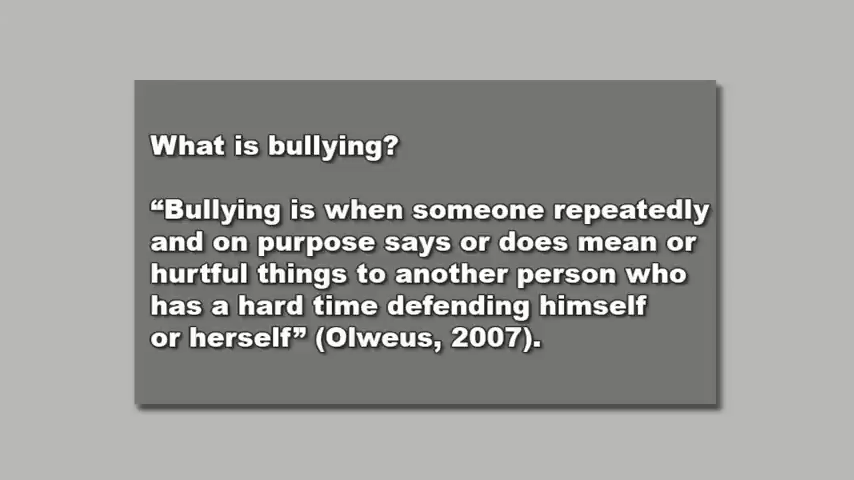 What is bullying?
“Bullying is when someone repeatedly
and on purpose says or does mean or
hurtful things to another person who
has a hard time defending himself
or herself” (Olweus, 2007).